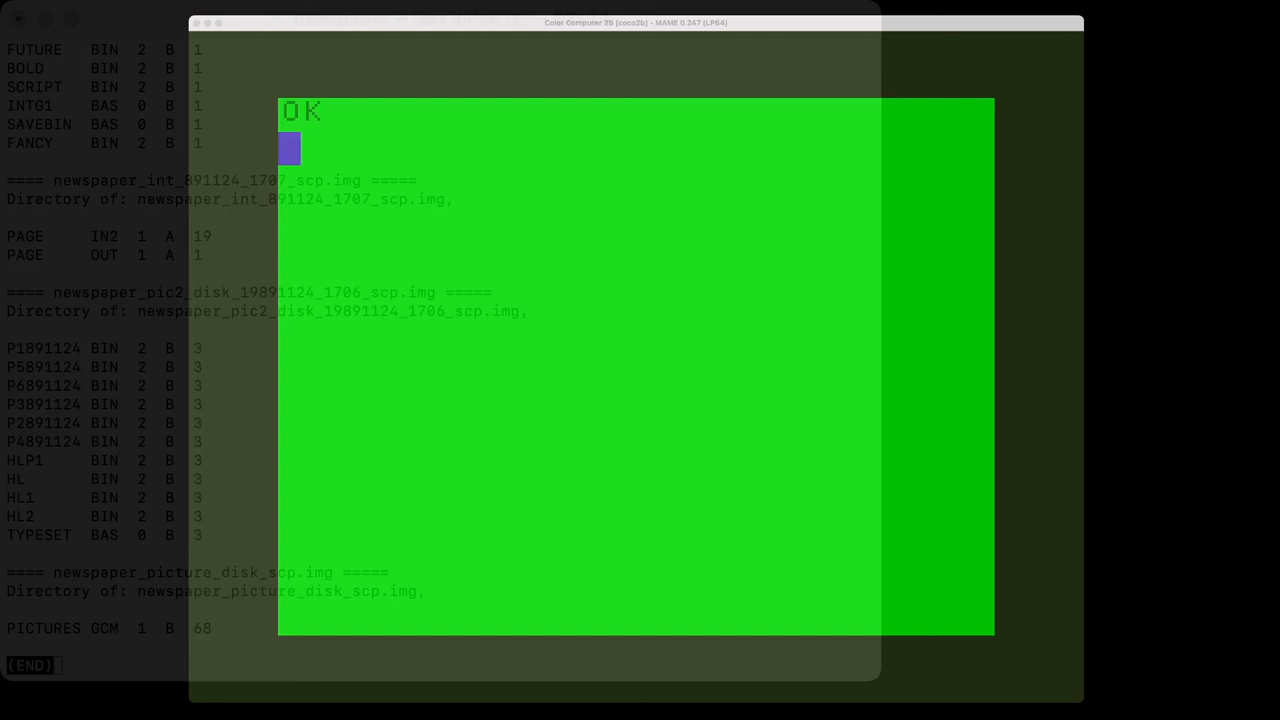 Color Computer 2B [coco2b] - MAME 0.247 (LP64)
OK
FUTURE BIN 2 B 1
BOLD BIN 2 B 1
SCRIPT BIN 2 B 1
INTG1 BAS 0 B 1
SAVEBIN BAS 0 B 1
FANCY BIN 2 B 1
==== newspaper_int_891124_1707_scp.img =====
Directory of: newspaper_int_891124_1707_scp.img,
PAGE IN2 1 A 19
PAGE OUT 1 A 1
==== newspaper_pic2_disk_19891124_1706_scp.img =====
Directory of: newspaper_pic2_disk_19891124_1706_scp.img,
P1891124 BIN 2 B 3
P5891124 BIN 2 B 3
P6891124 BIN 2 B 3
P3891124 BIN 2 B 3
P2891124 BIN 2 B 3
P4891124 BIN 2 B 3
HLP1 BIN 2 B 3
HL BIN 2 B 3
HL1 BIN 2 B 3
HL2 BIN 2 B 3
TYPESET BAS 0 B 3
==== newspaper_picture_disk_scp.img =====
Directory of: newspaper_picture_disk_scp.img,
PICTURES GCM 1 B 68
(END)